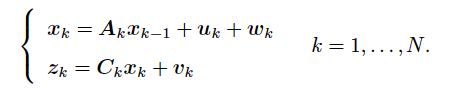 x_k = A_k x_{k-1} + u_k + w_k
k = 1, . . . , N.
z_k = C_k x_k + v_k